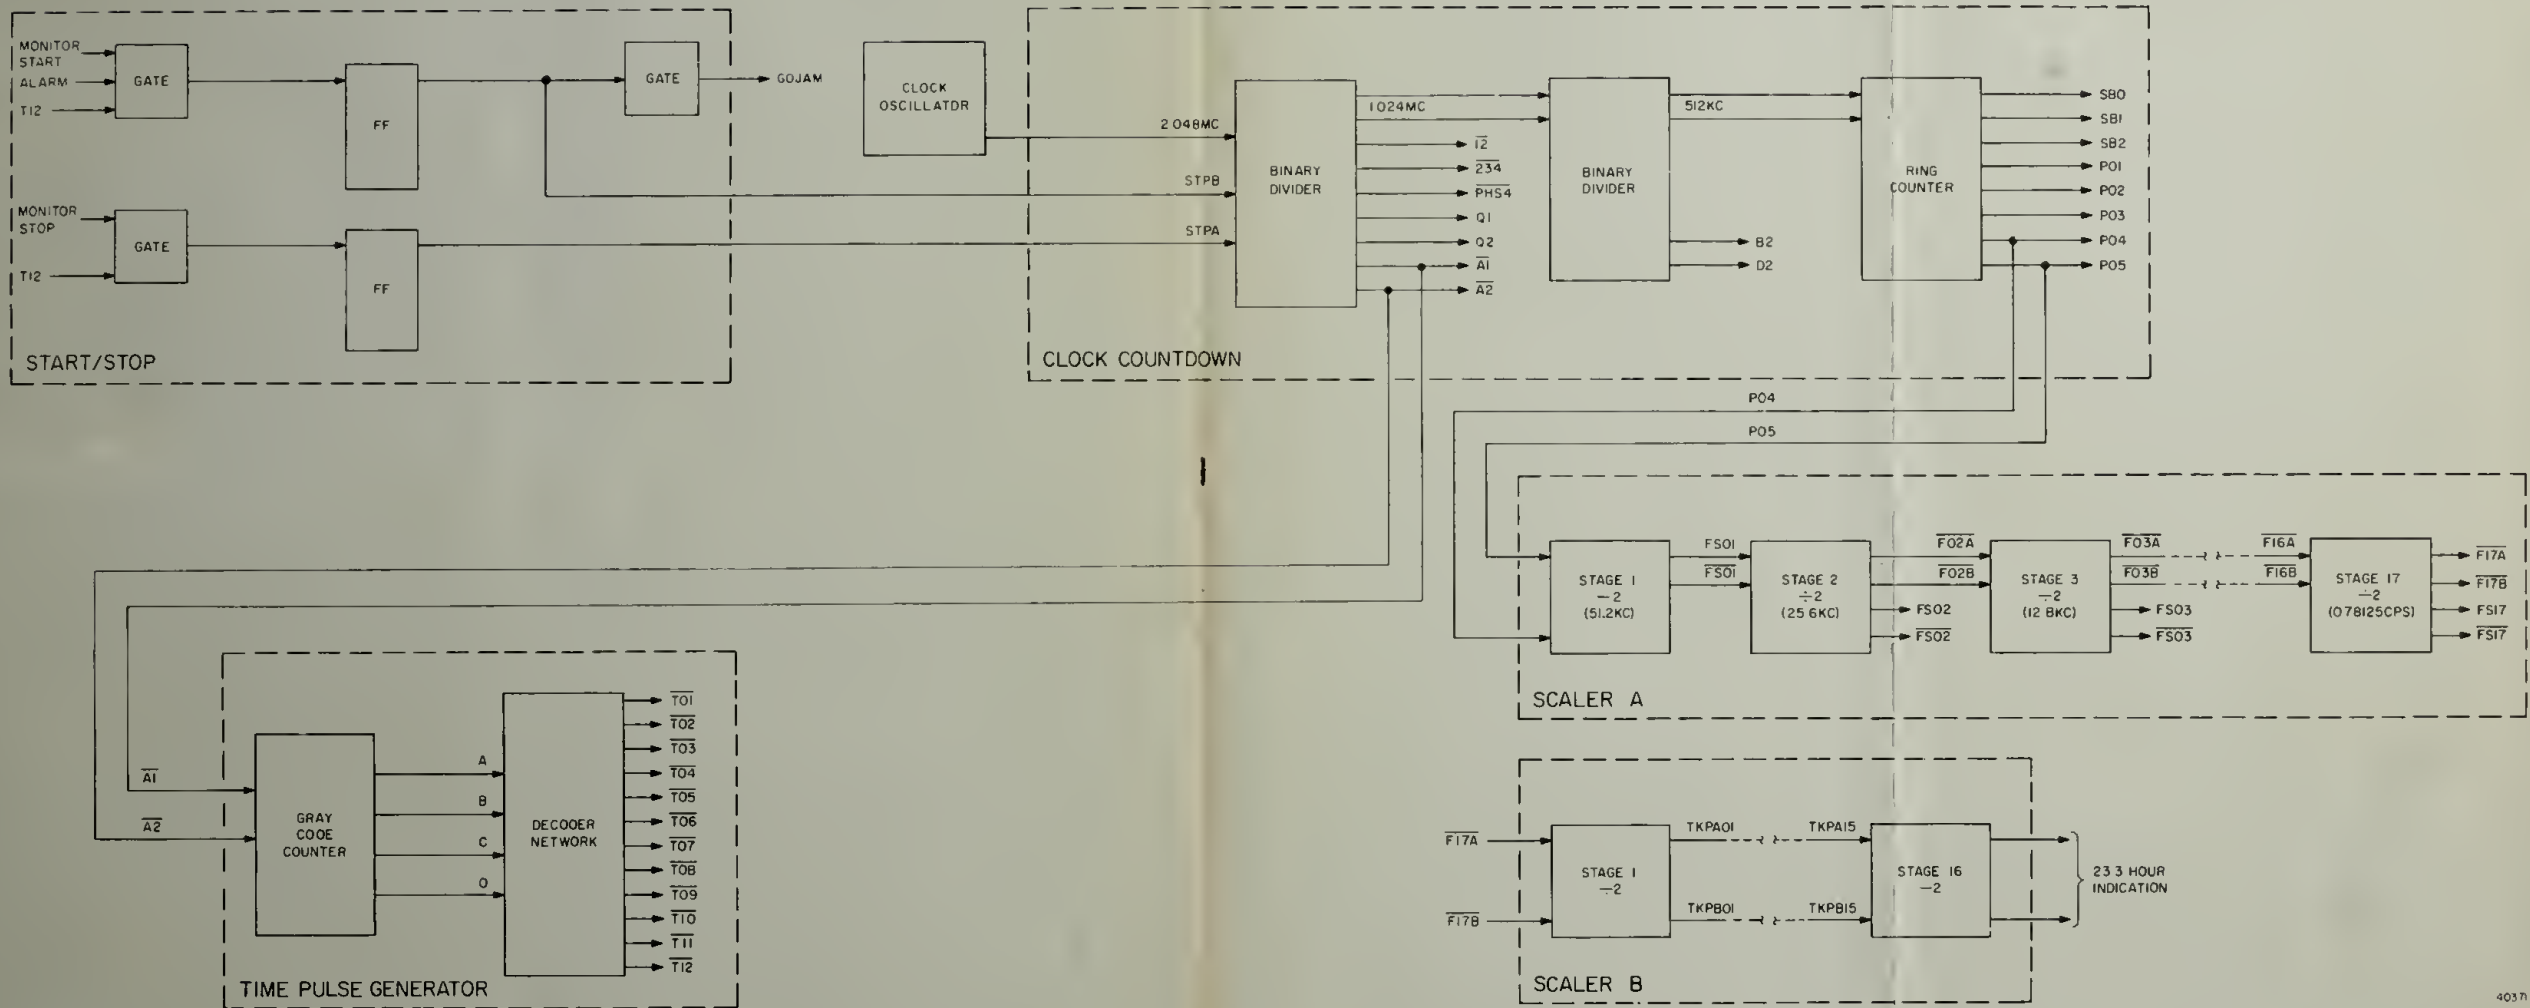 MONITOR
START
ALARM
T12
GATE
FF
GATE
GOJAM
MONITOR
STOP
T12
GATE
FF
START/STOP
CLOCK
OSCILLATOR
2 048MC
STPB
STPA
BINARY
DIVIDER
1 024MC
I2
234
PHS4
Q1
Q2
A1
A2
BINARY
DIVIDER
512KC
B2
D2
RING
COUNTER
SB0
SB1
SB2
P01
P02
P03
P04
P05
CLOCK COUNTDOWN
P04
P05
STAGE 1
÷2
(51.2KC)
FS01
FS01
STAGE 2
÷2
(25 6KC)
F02A
F02B
FS02
FS02
STAGE 3
÷2
(12 8KC)
F03A
F03B
FS03
FS03
F16A
F16B
STAGE 17
÷2
(0 78125CPS)
F17A
F17B
FS17
FS17
SCALER A
A1
A2
GRAY
CODE
COUNTER
A
B
C
D
DECODER
NETWORK
T01
T02
T03
T04
T05
T06
T07
T08
T09
T10
T11
T12
TIME PULSE GENERATOR
F17A
F17B
STAGE 1
÷2
TKPA01
TKPB01
TKPA15
TKPB15
STAGE 16
÷2
23 3 HOUR
INDICATION
SCALER B